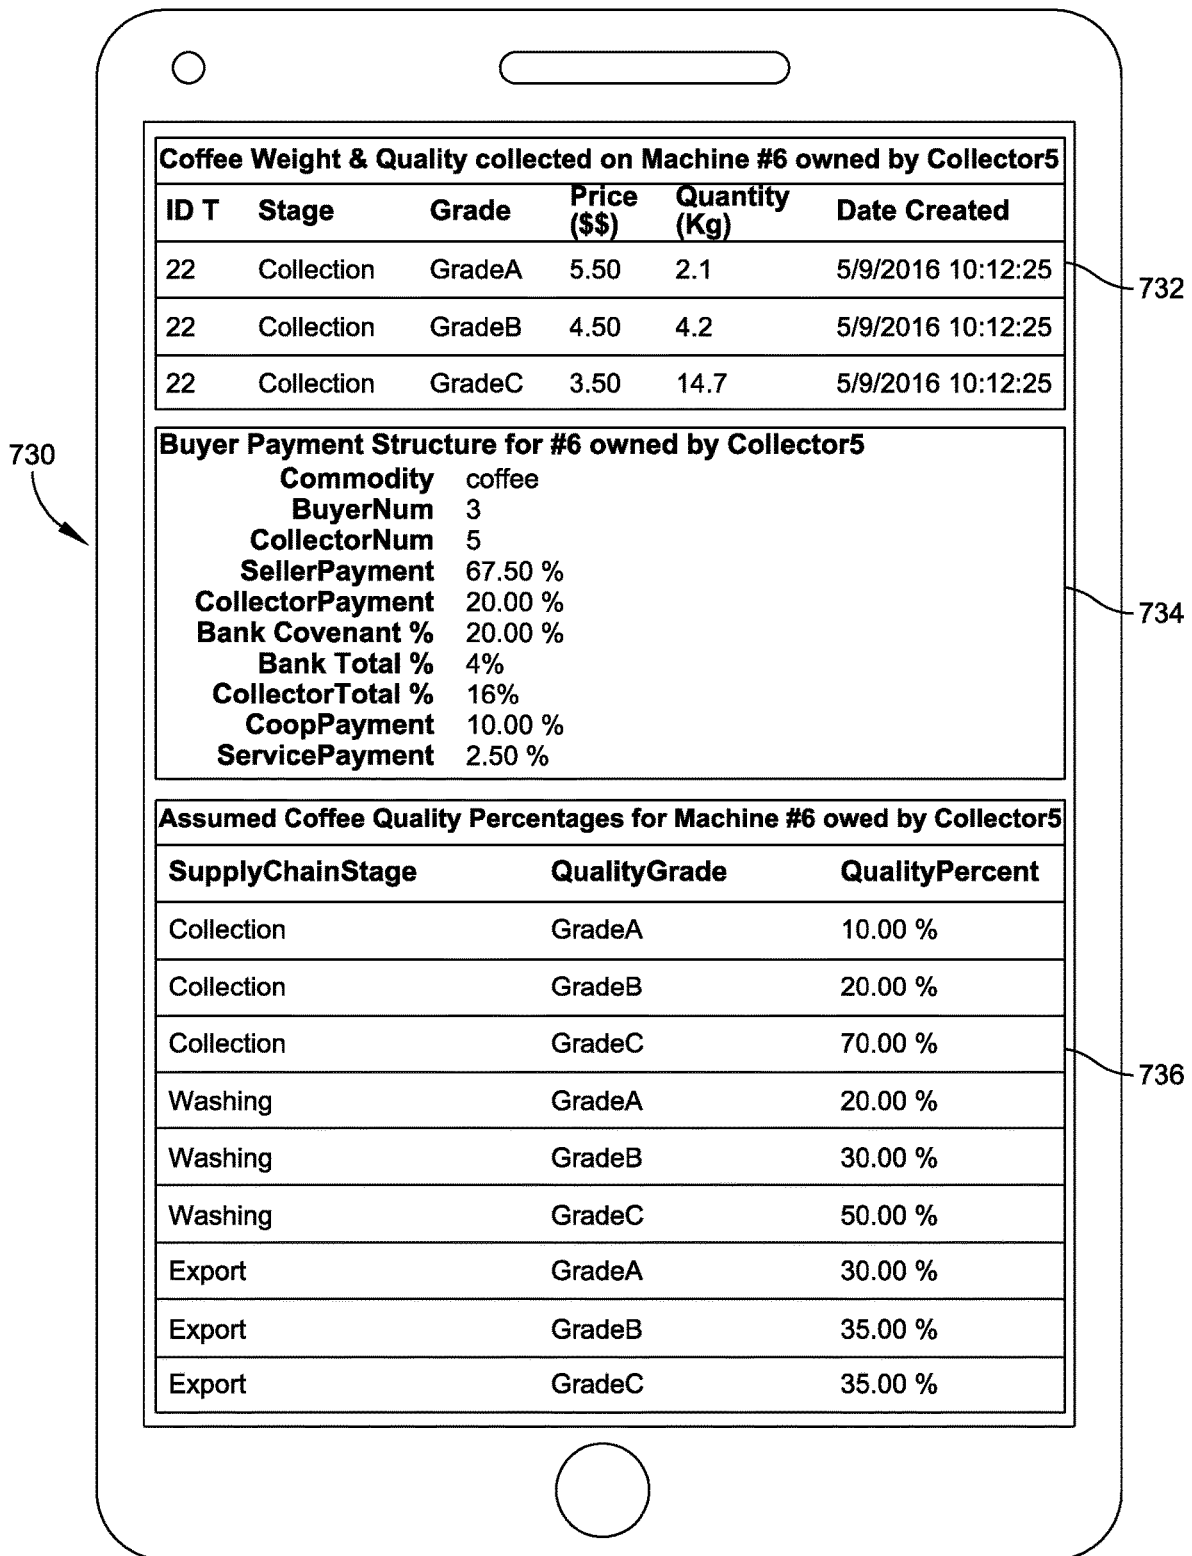 Coffee Weight & Quality collected on Machine #6 owned by Collector5
ID T Stage Grade Price ($$) Quantity (Kg) Date Created
22 Collection GradeA 5.50 2.1 5/9/2016 10:12:25
732
22 Collection GradeB 4.50 4.2 5/9/2016 10:12:25
22 Collection GradeC 3.50 14.7 5/9/2016 10:12:25
730
Buyer Payment Structure for #6 owned by Collector5
Commodity coffee
BuyerNum 3
CollectorNum 5
SellerPayment 67.50 %
CollectorPayment 20.00 %
734
Bank Covenant % 20.00 %
Bank Total % 4%
CollectorTotal % 16%
CoopPayment 10.00 %
ServicePayment 2.50 %
Assumed Coffee Quality Percentages for Machine #6 owed by Collector5
SupplyChainStage QualityGrade QualityPercent
Collection GradeA 10.00 %
Collection GradeB 20.00 %
Collection GradeC 70.00 %
736
Washing GradeA 20.00 %
Washing GradeB 30.00 %
Washing GradeC 50.00 %
Export GradeA 30.00 %
Export GradeB 35.00 %
Export GradeC 35.00 %